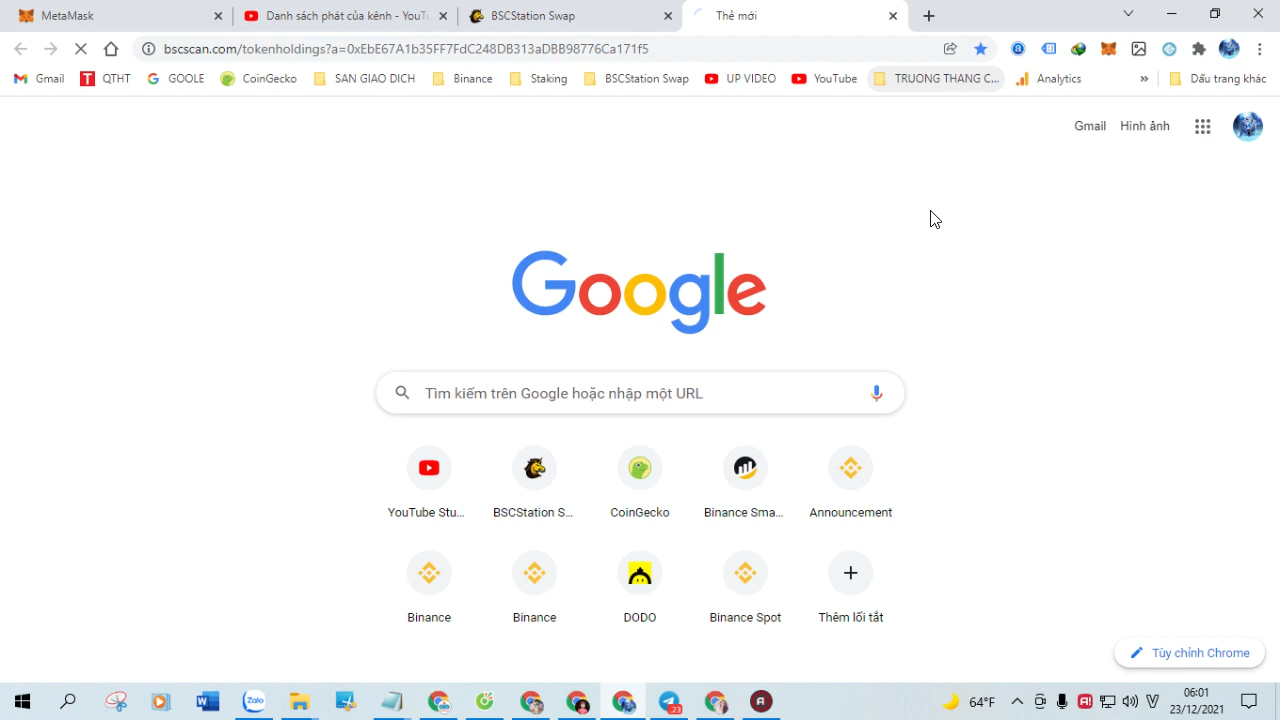 MetaMask
Danh sách phát của kênh - YouTu
BSCStation Swap
Thẻ mới
bscscan.com/tokenholdings?a=0xEbE67A1b35FF7FdC248DB313aDBB98776Ca171f5
Gmail
QTHT
GOOLE
CoinGecko
SAN GIAO DICH
Binance
Staking
BSCStation Swap
UP VIDEO
YouTube
TRUONG THANG C...
Analytics
»
Dấu trang khác
Gmail
Hình ảnh
Google
Tìm kiếm trên Google hoặc nhập một URL
YouTube Stu...
BSCStation S...
CoinGecko
Binance Sma...
Announcement
Binance
Binance
DODO
Binance Spot
Thêm lối tắt
Tùy chỉnh Chrome
Zalo
23
64°F
06:01
23/12/2021